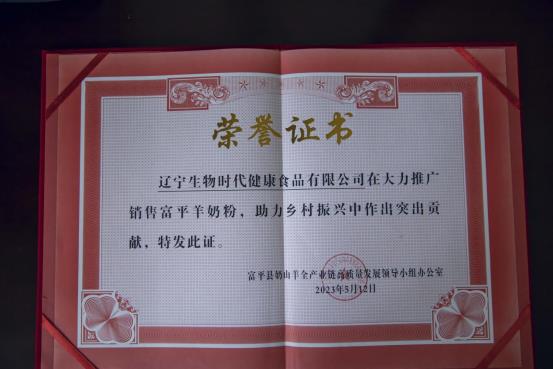 荣誉证书
辽宁生物时代健康食品有限公司在大力推广
销售富平羊奶粉，助力乡村振兴中作出突出贡
献，特发此证。
富平县奶山羊全产业链高质量发展领导小组办公室
2023年5月12日